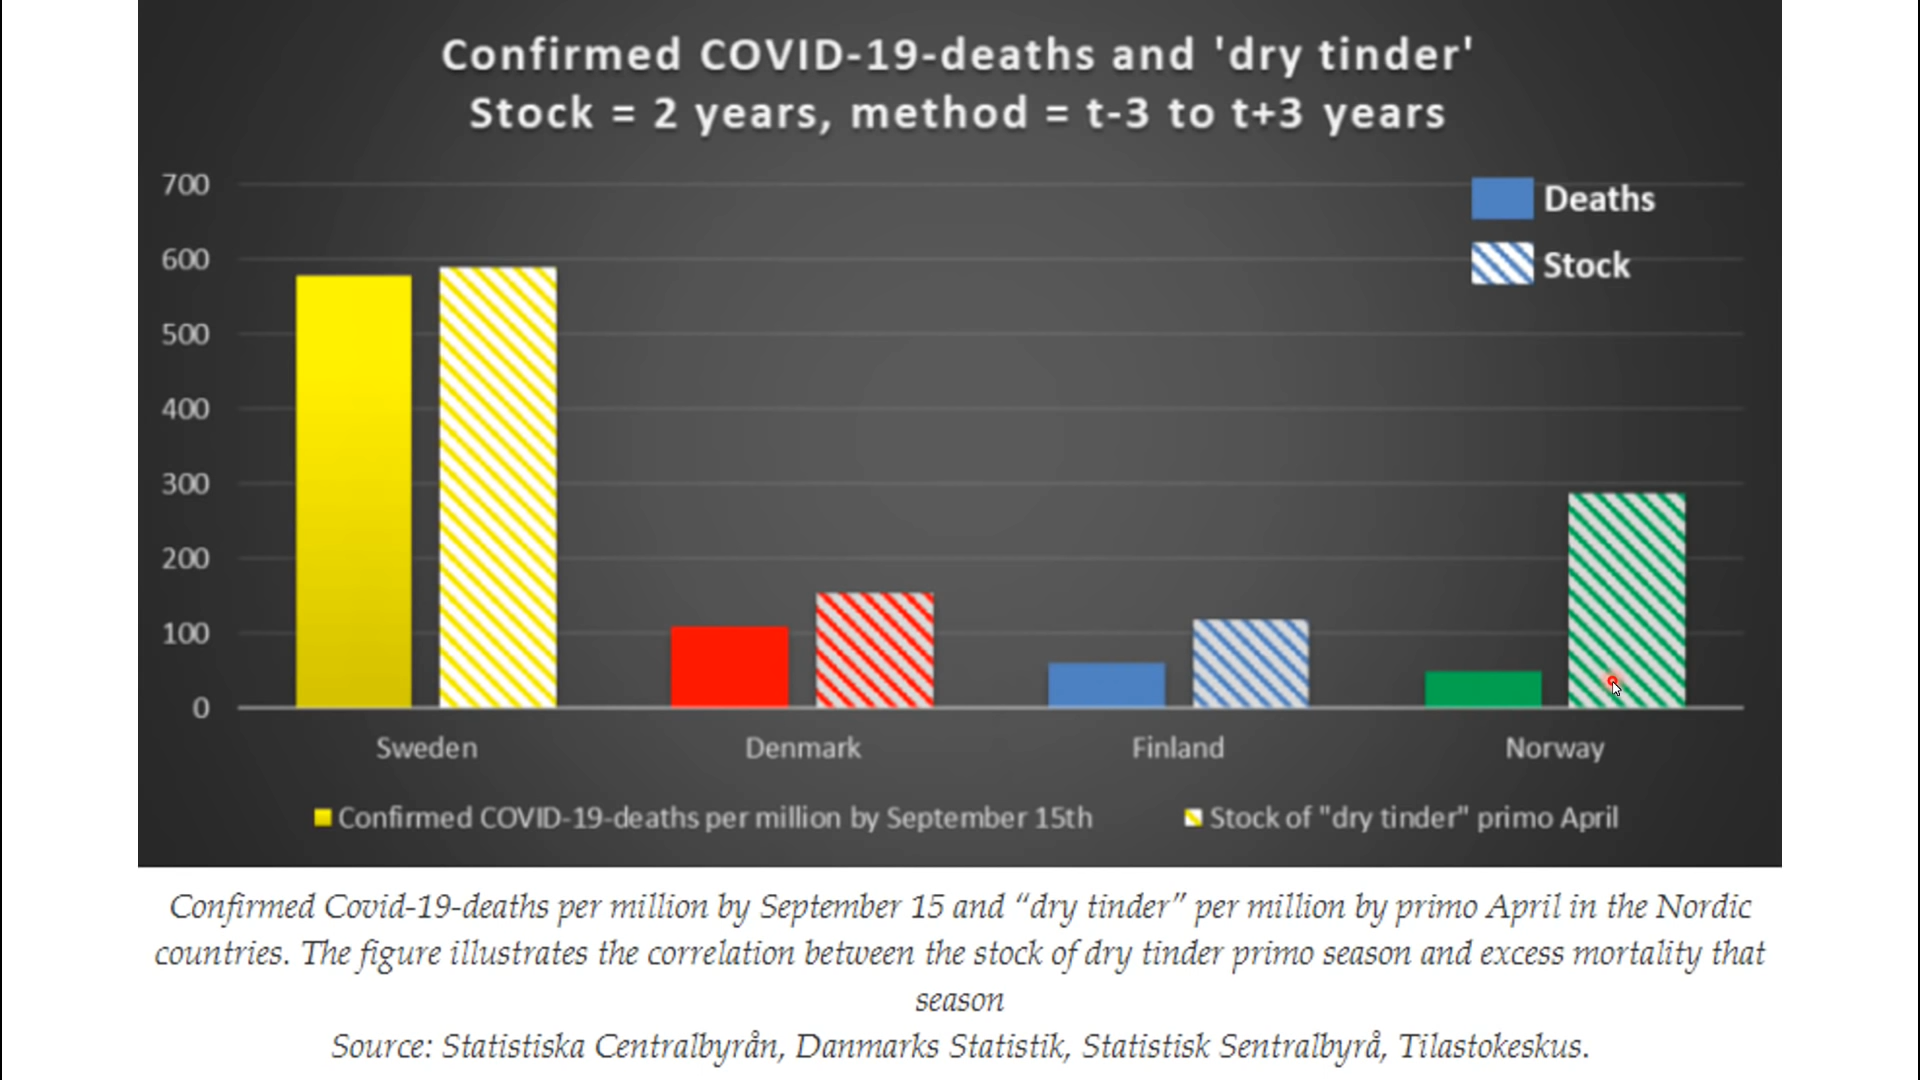 Confirmed COVID-19-deaths and 'dry tinder'
Stock = 2 years, method = t-3 to t+3 years
700
600
500
400
300
200
100
0
Deaths
Stock
Sweden
Denmark
Finland
Norway
Confirmed COVID-19-deaths per million by September 15th
Stock of "dry tinder" primo April
Confirmed Covid-19-deaths per million by September 15 and “dry tinder” per million by primo April in the Nordic
countries. The figure illustrates the correlation between the stock of dry tinder primo season and excess mortality that
season
Source: Statistiska Centralbyrån, Danmarks Statistik, Statistisk Sentralbyrå, Tilastokeskus.